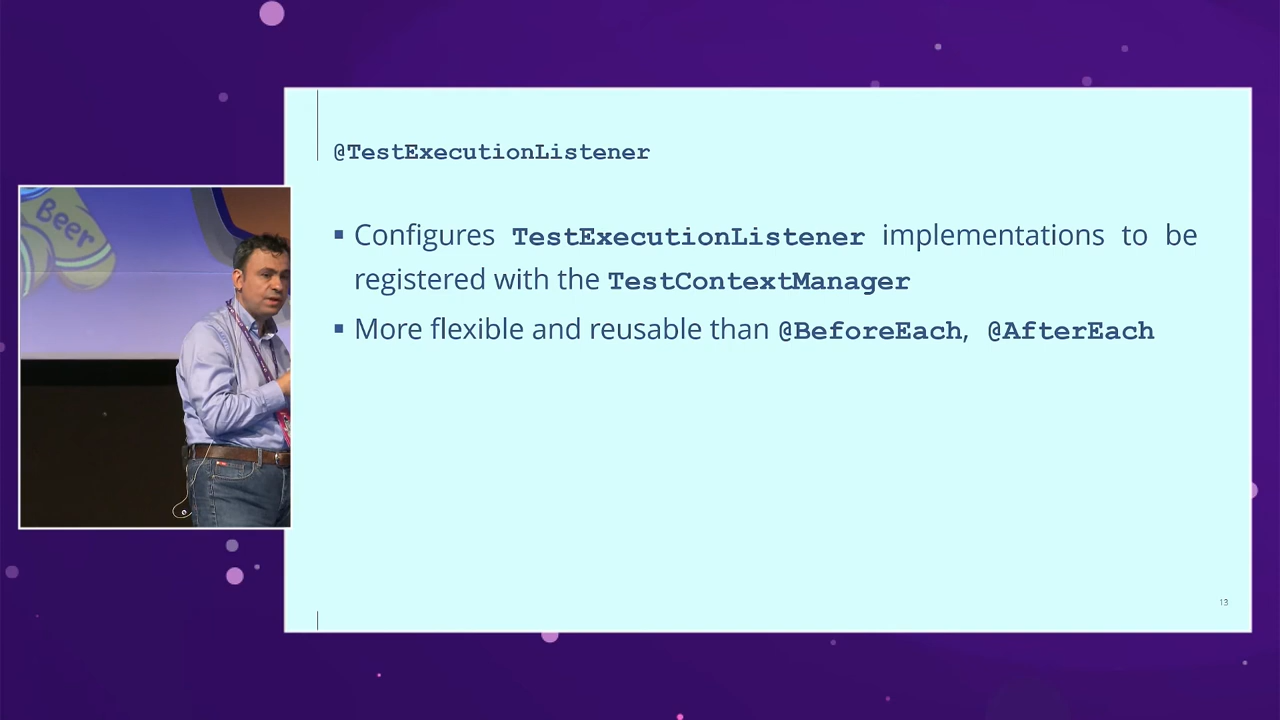 @TestExecutionListener
▪ Configures TestExecutionListener implementations to be
registered with the TestContextManager
▪ More flexible and reusable than @BeforeEach, @AfterEach
Beer
13